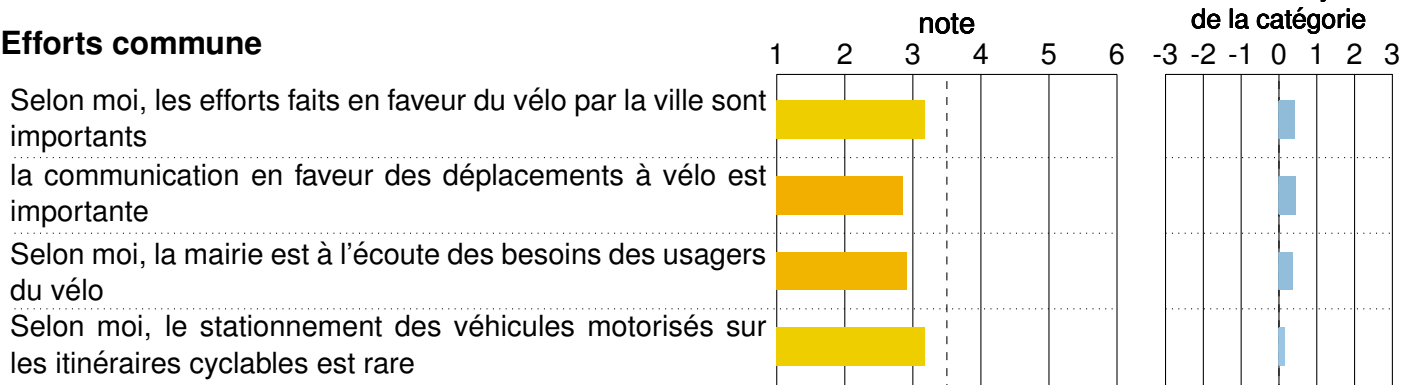 note
de la catégorie
Efforts commune
1 2 3 4 5 6
-3 -2 -1 0 1 2 3
Selon moi, les efforts faits en faveur du vélo par la ville sont
importants
la communication en faveur des déplacements à vélo est
importante
Selon moi, la mairie est à l'écoute des besoins des usagers
du vélo
Selon moi, le stationnement des véhicules motorisés sur
les itinéraires cyclables est rare